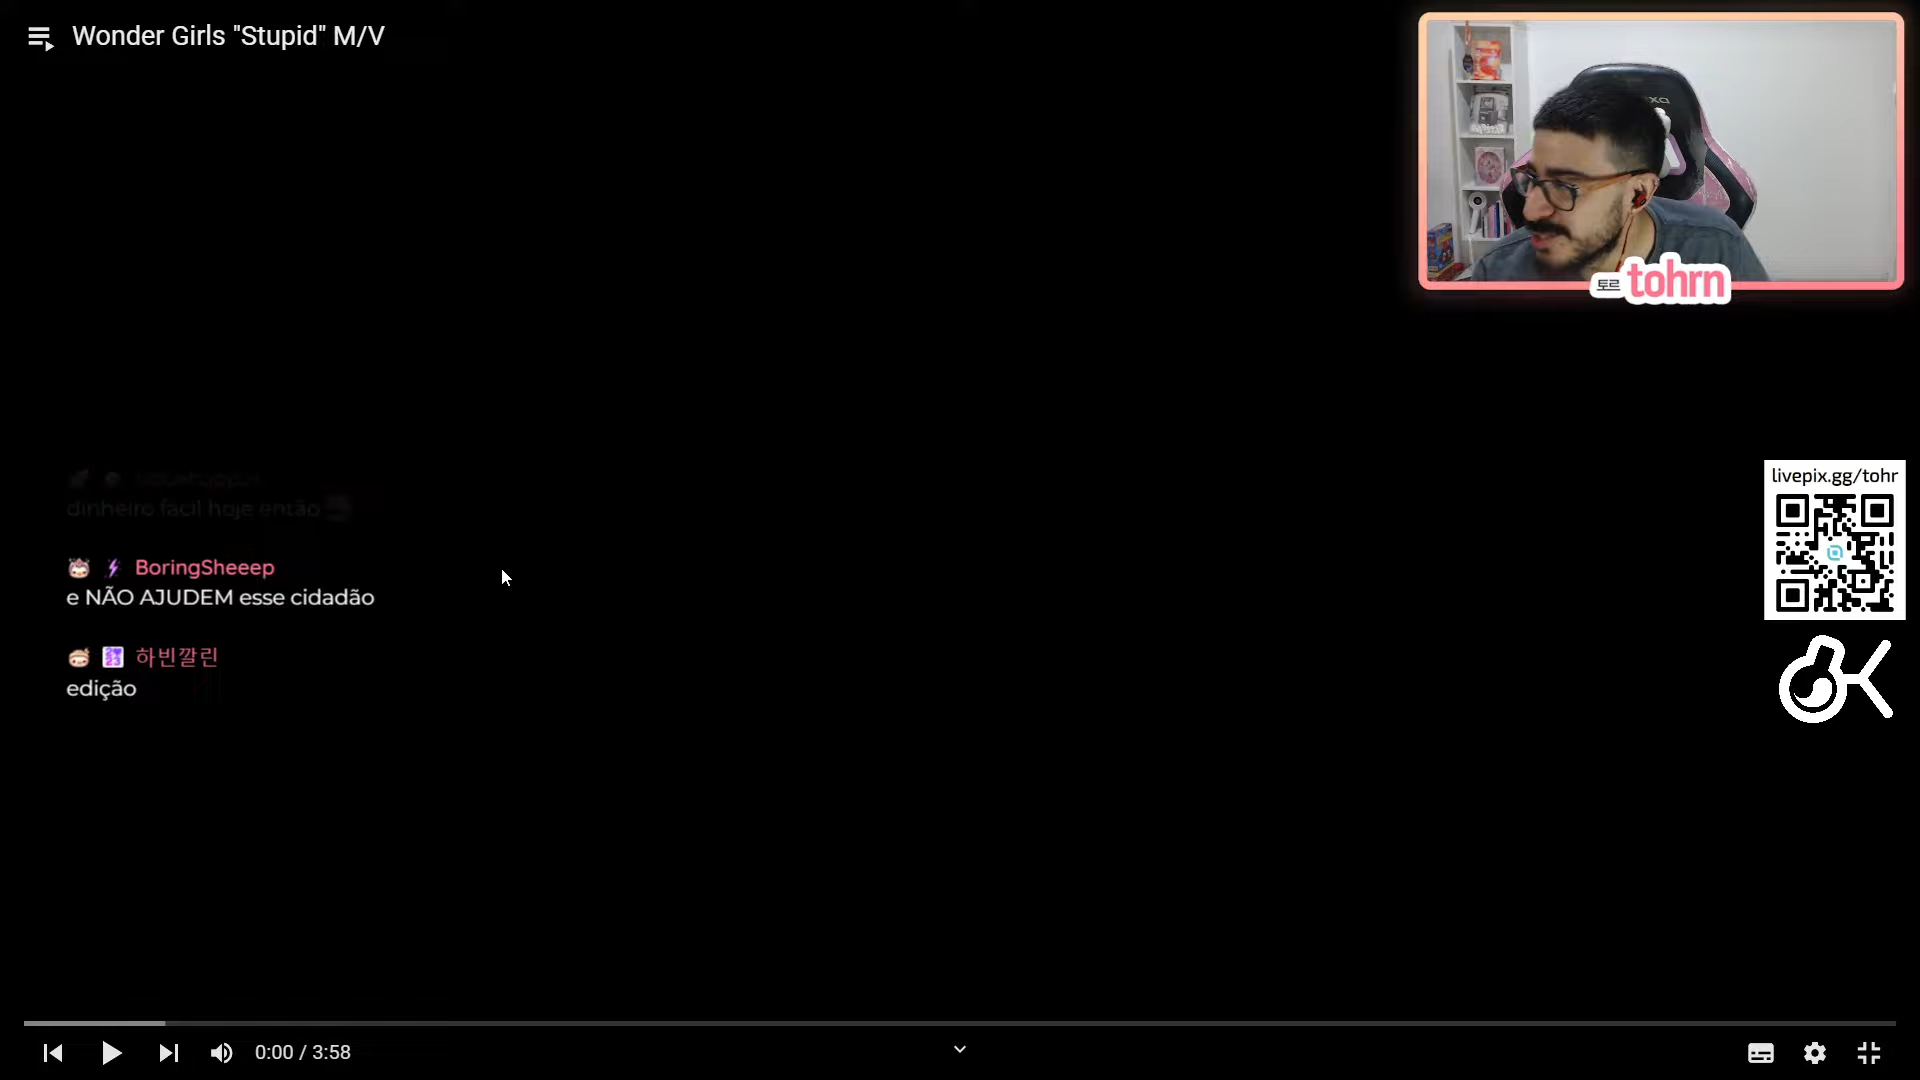 Wonder Girls "Stupid" M/V
토르 tohrn
livepix.gg/tohr
dinheiro fácil hoje então
BoringSheeep
e NÃO AJUDEM esse cidadão
하빈깔린
edição
0:00 / 3:58